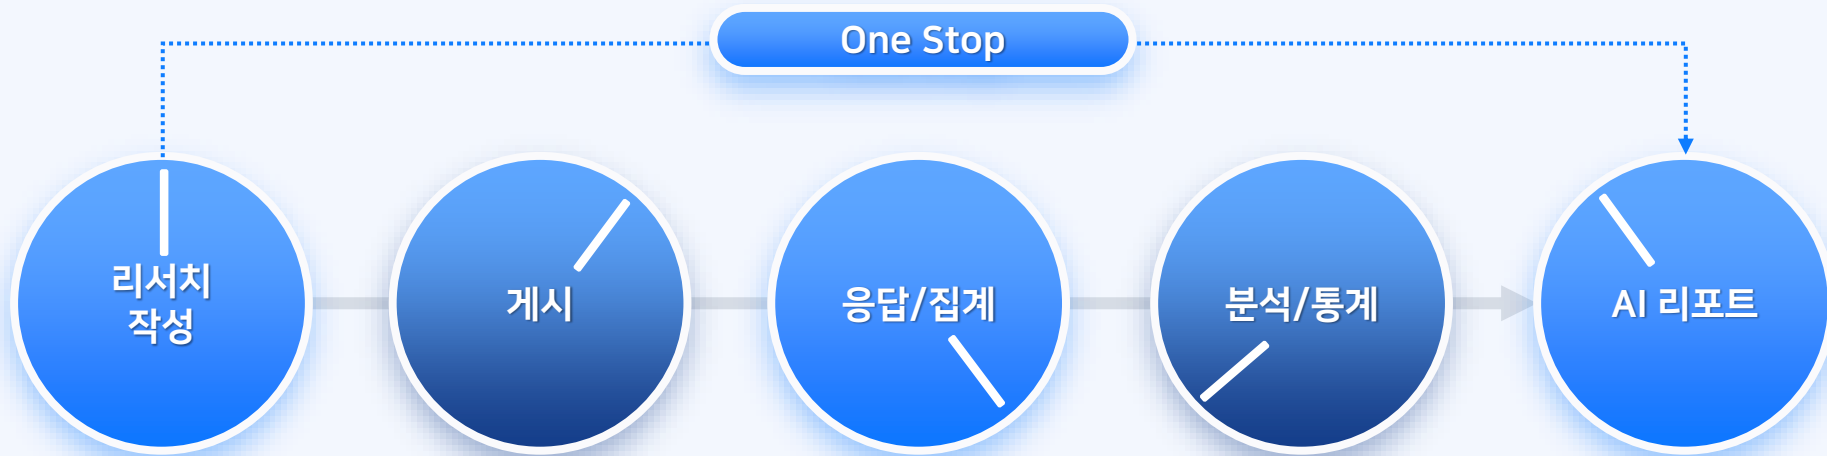 One Stop
리서치
작성
게시
응답/집계
분석/통계
AI 리포트